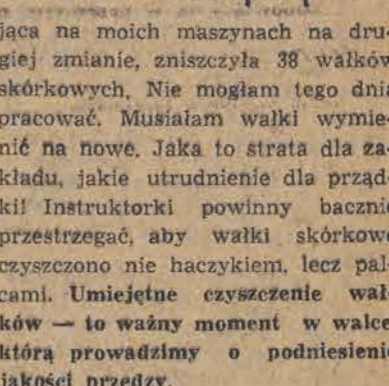 jąca na moich maszynach na dru-
giej zmianie, zniszczyła 38 wałków
skórkowych. Nie mogłam tego dnia
pracować. Musiałam wałki wymie-
nić na nowe. Jaka to strata dla za-
kładu, jakie utrudnienie dla prząd-
ki! Instruktorki powinny bacznie
przestrzegać, aby wałki skórkowe
czyszczono nie haczykiem, lecz pal-
cami. Umiejętne czyszczenie wał-
ków — to ważny moment w walce
którą prowadzimy o podniesienie
jakości przędzy.